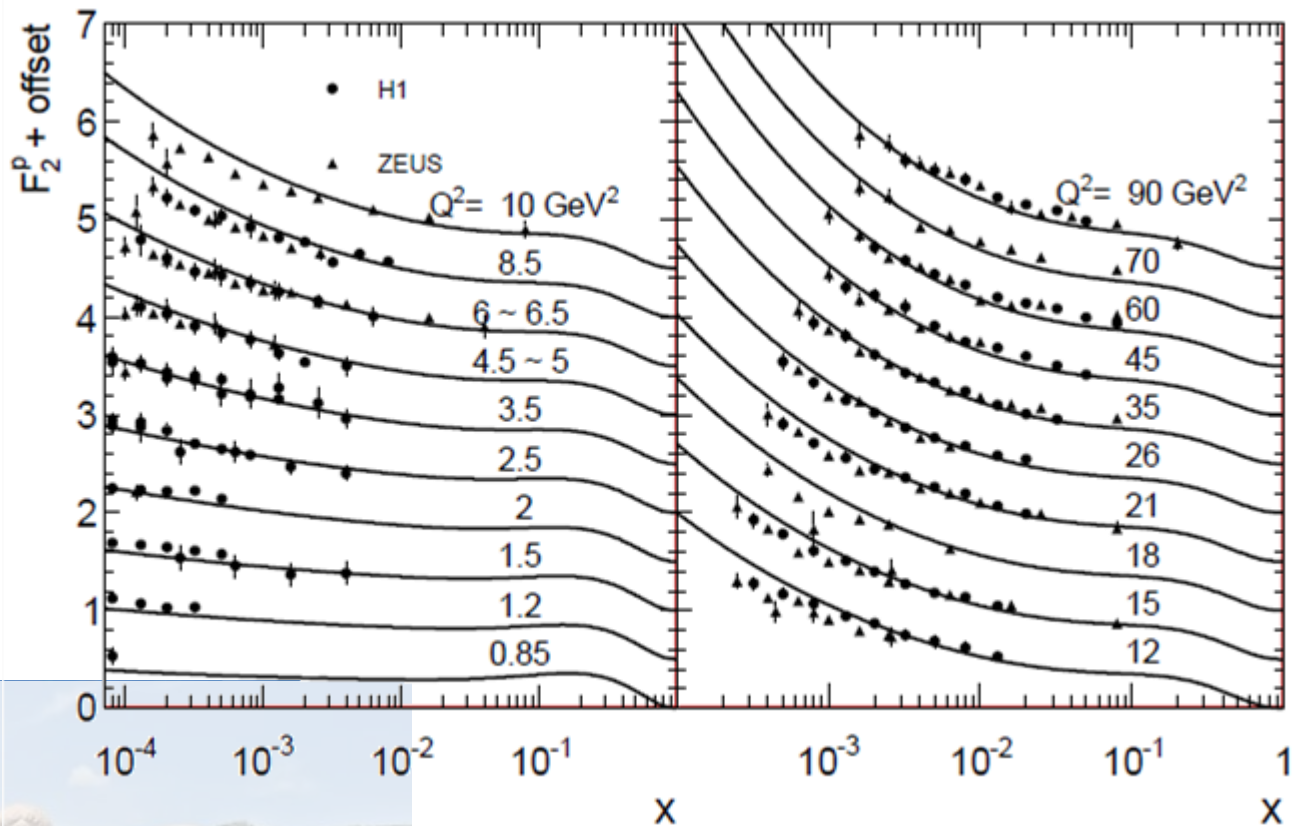 F₂ᵖ + offset
7
6
5
4
3
2
1
0
H1
ZEUS
Q²= 10 GeV²
8.5
6 ~ 6.5
4.5 ~ 5
3.5
2.5
2
1.5
1.2
0.85
Q²= 90 GeV²
70
60
45
35
26
21
18
15
12
10⁻⁴ 10⁻³ 10⁻² 10⁻¹
x
10⁻³ 10⁻² 10⁻¹ 1
x